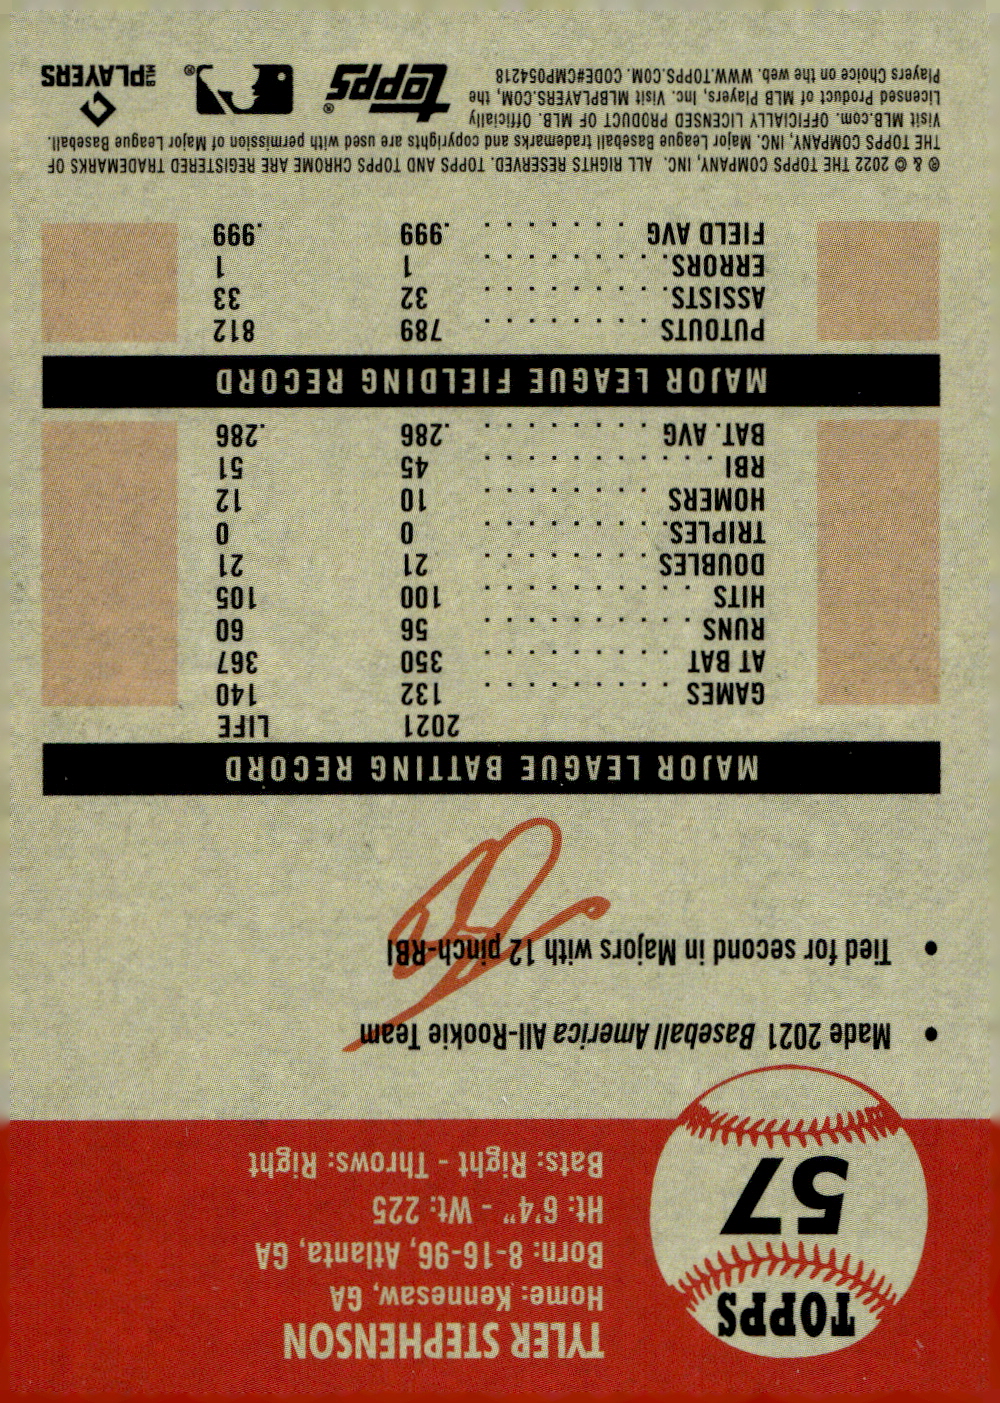 TOPPS
57
TYLER STEPHENSON
Home: Kennesaw, GA
Born: 8-16-96, Atlanta, GA
Ht: 6'4" - Wt: 225
Bats: Right - Throws: Right
• Made 2021 Baseball America All-Rookie Team
• Tied for second in Majors with 12 pinch-RBI
MAJOR LEAGUE BATTING RECORD
2021 LIFE
GAMES . . . . . . . . . 132 140
AT BAT . . . . . . . . . 350 367
RUNS . . . . . . . . . . 56 60
HITS . . . . . . . . . . 100 105
DOUBLES . . . . . . . . 21 21
TRIPLES. . . . . . . . . 0 0
HOMERS . . . . . . . . 10 12
RBI . . . . . . . . . . . 45 51
BAT. AVG . . . . . . . . .286 .286
MAJOR LEAGUE FIELDING RECORD
PUTOUTS . . . . . . . . 789 812
ASSISTS. . . . . . . . . 32 33
ERRORS. . . . . . . . . 1 1
FIELD AVG . . . . . . . .999 .999
® & © 2022 THE TOPPS COMPANY, INC. ALL RIGHTS RESERVED. TOPPS AND TOPPS CHROME ARE REGISTERED TRADEMARKS OF
THE TOPPS COMPANY, INC. Major League Baseball trademarks and copyrights are used with permission of Major League Baseball.
Visit MLB.com. OFFICIALLY LICENSED PRODUCT OF MLB. Officially
Licensed Product of MLB Players, Inc. Visit MLBPLAYERS.COM, the
Players Choice on the web. WWW.TOPPS.COM. CODE#CMP054218
Topps®
®
MLB PLAYERS